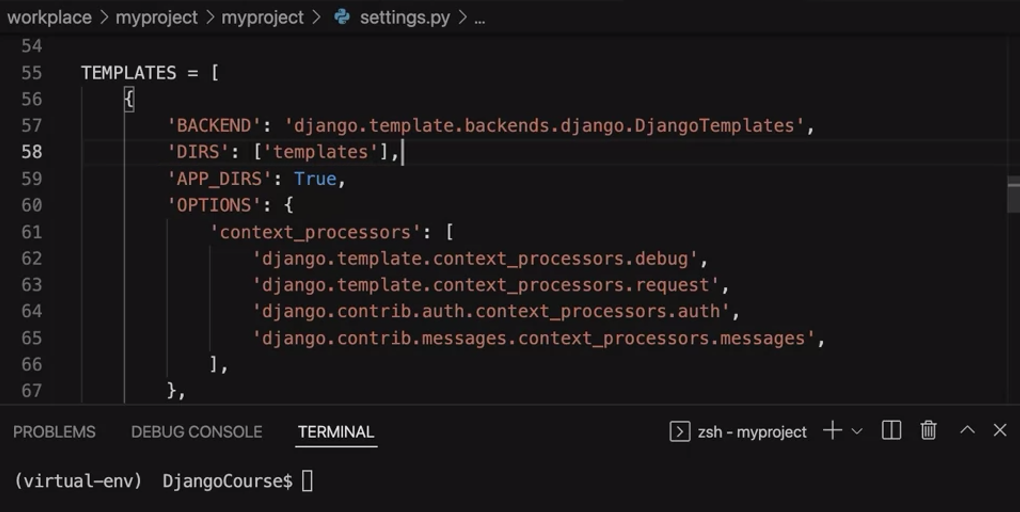 workplace > myproject > myproject > settings.py > ...
54
55 TEMPLATES = [
56     {
57         'BACKEND': 'django.template.backends.django.DjangoTemplates',
58         'DIRS': ['templates'],
59         'APP_DIRS': True,
60         'OPTIONS': {
61             'context_processors': [
62                 'django.template.context_processors.debug',
63                 'django.template.context_processors.request',
64                 'django.contrib.auth.context_processors.auth',
65                 'django.contrib.messages.context_processors.messages',
66             ],
67         },
PROBLEMS DEBUG CONSOLE TERMINAL zsh - myproject
(virtual-env) DjangoCourse$